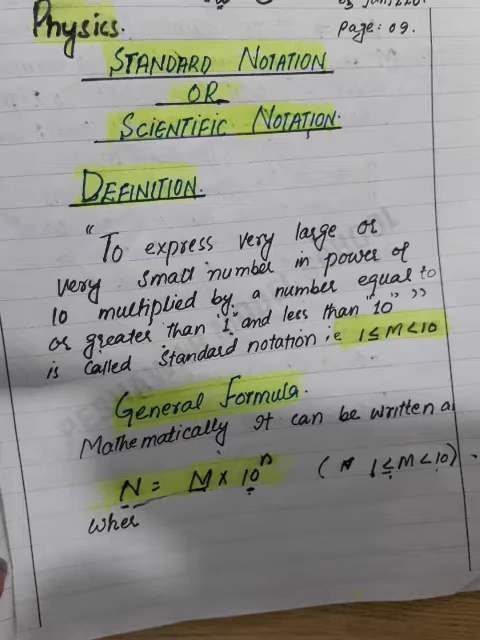 Physics.
Page: 09.
STANDARD NOTATION
OR
SCIENTIFIC NOTATION.
DEFINITION.
"To express very large or
very small number in power of
10 multiplied by a number equal to
or greater than "1" and less than "10" "
is called Standard notation i.e 1≤M<10
General Formula.
Mathematically It can be written a
N = M × 10ⁿ (1≤M<10).
wher